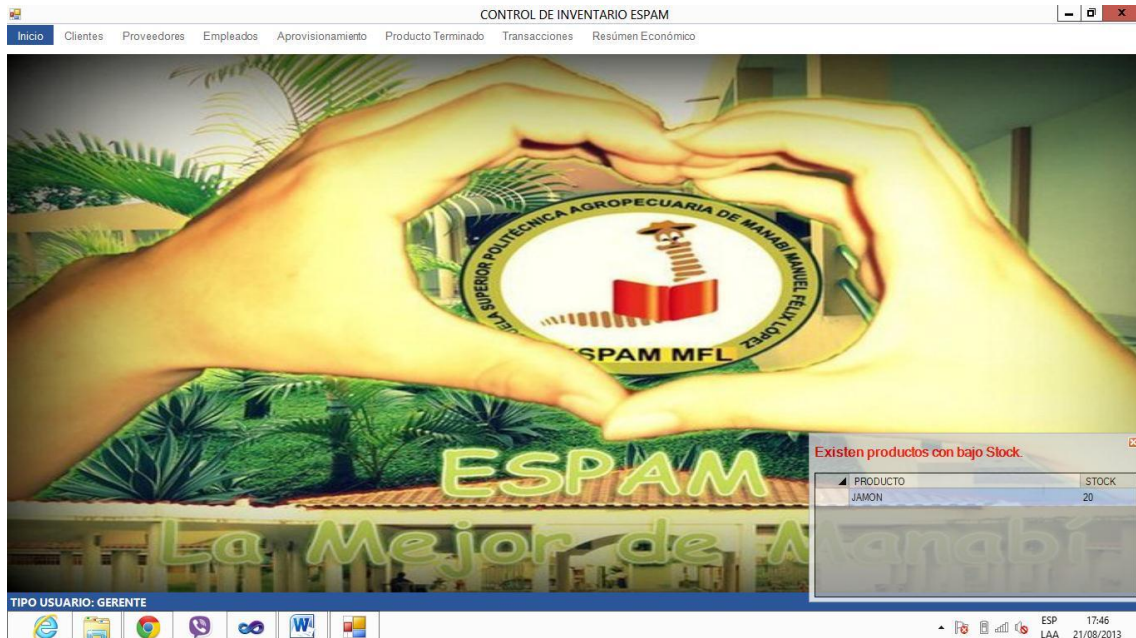 CONTROL DE INVENTARIO ESPAM
Inicio Clientes Proveedores Empleados Aprovisionamiento Producto Terminado Transacciones Resúmen Económico
UELA SUPERIOR POLITÉCNICA AGROPECUARIA DE MANABÍ MANUEL FÉLIX LÓPEZ
SPAM MFL
ESPAM
La Mejor de Manabí
Existen productos con bajo Stock.
PRODUCTO STOCK
JAMON 20
TIPO USUARIO: GERENTE
ESP 17:46
LAA 21/08/2013